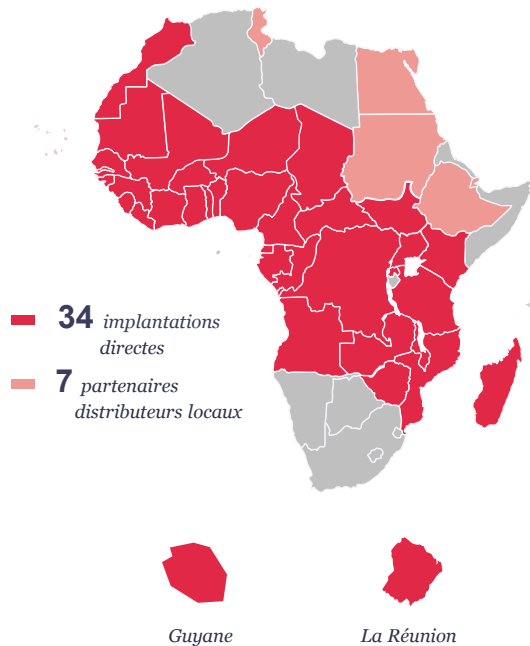 34 implantations
directes
7 partenaires
distributeurs locaux
Guyane
La Réunion